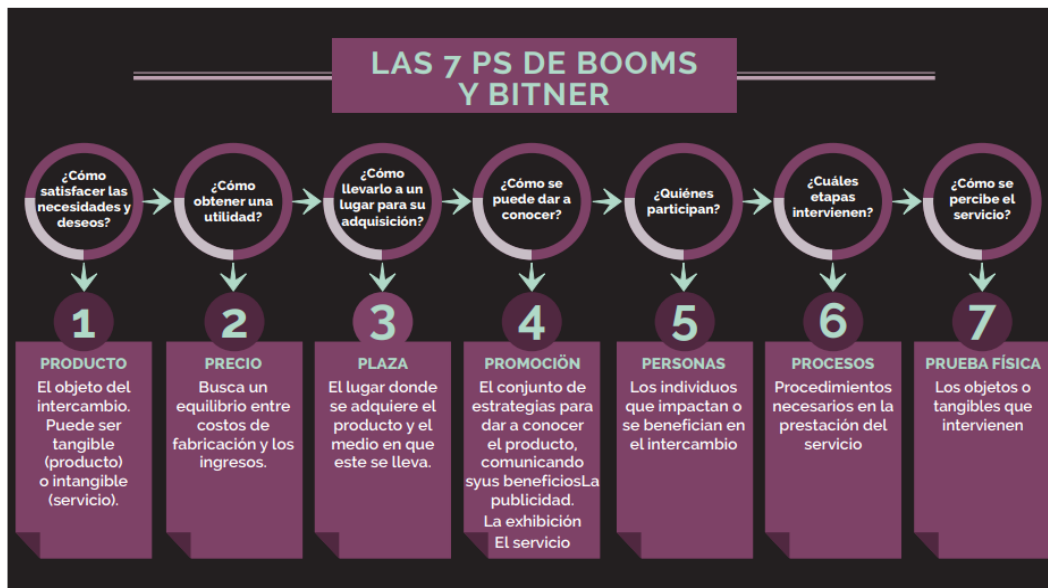 LAS 7 PS DE BOOMS
Y BITNER
¿Cómo
satisfacer las
necesidades y
deseos?
¿Cómo
obtener una
utilidad?
¿Cómo
llevarlo a un
lugar para su
adquisición?
¿Cómo se
puede dar a
conocer?
¿Quiénes
participan?
¿Cuáles
etapas
intervienen?
¿Cómo se
percibe el
servicio?
1
PRODUCTO
El objeto del
intercambio.
Puede ser
tangible
(producto)
o intangible
(servicio).
2
PRECIO
Busca un
equilibrio entre
costos de
fabricación y los
ingresos.
3
PLAZA
El lugar donde
se adquiere el
producto y el
medio en que
este se lleva.
4
PROMOCIÖN
El conjunto de
estrategias para
dar a conocer
el producto,
comunicando
syus beneficiosLa
publicidad.
La exhibición
El servicio
5
PERSONAS
Los individuos
que impactan o
se benefician en
el intercambio
6
PROCESOS
Procedimientos
necesarios en la
prestación del
servicio
7
PRUEBA FÍSICA
Los objetos o
tangibles que
intervienen